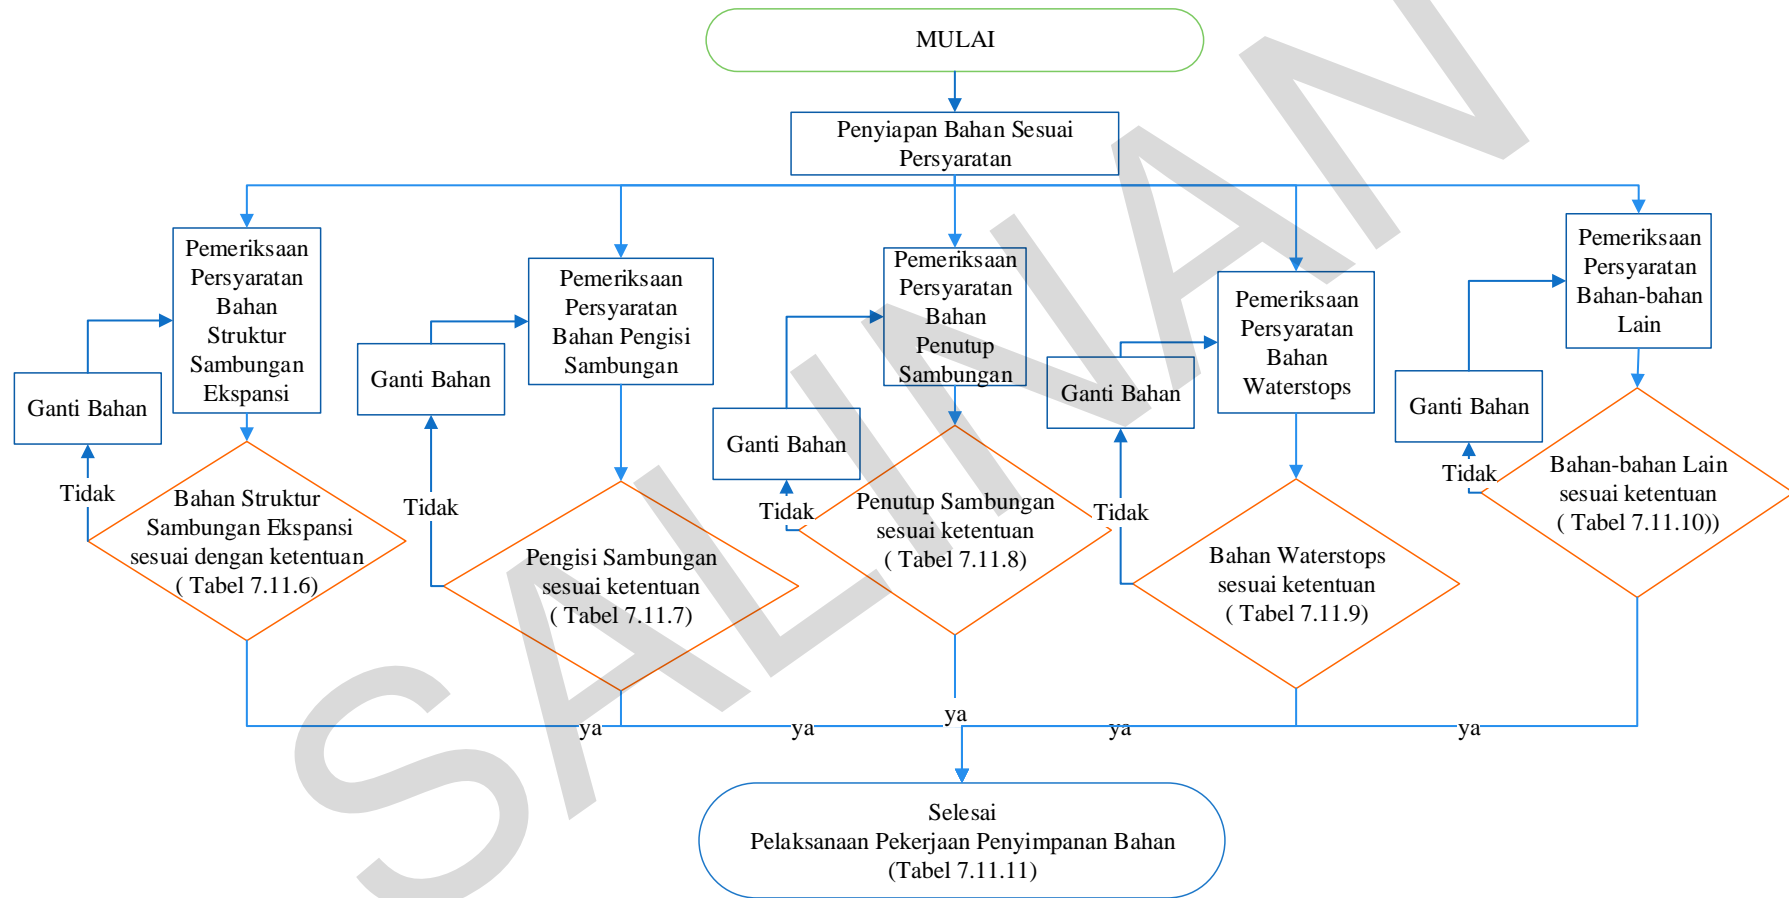 MULAI
Penyiapan Bahan Sesuai
Persyaratan
Pemeriksaan
Persyaratan
Bahan
Struktur
Sambungan
Ekspansi
Ganti Bahan
Tidak
Bahan Struktur
Sambungan Ekspansi
sesuai dengan ketentuan
( Tabel 7.11.6)
Pemeriksaan
Persyaratan
Bahan Pengisi
Sambungan
Ganti Bahan
Tidak
Pengisi Sambungan
sesuai ketentuan
( Tabel 7.11.7)
Pemeriksaan
Persyaratan
Bahan
Penutup
Sambungan
Ganti Bahan
Tidak
Penutup Sambungan
sesuai ketentuan
( Tabel 7.11.8)
Pemeriksaan
Persyaratan
Bahan
Waterstops
Ganti Bahan
Tidak
Bahan Waterstops
sesuai ketentuan
( Tabel 7.11.9)
Pemeriksaan
Persyaratan
Bahan-bahan
Lain
Ganti Bahan
Tidak
Bahan-bahan Lain
sesuai ketentuan
( Tabel 7.11.10))
ya
ya
ya
ya
ya
Selesai
Pelaksanaan Pekerjaan Penyimpanan Bahan
(Tabel 7.11.11)
SALINAN